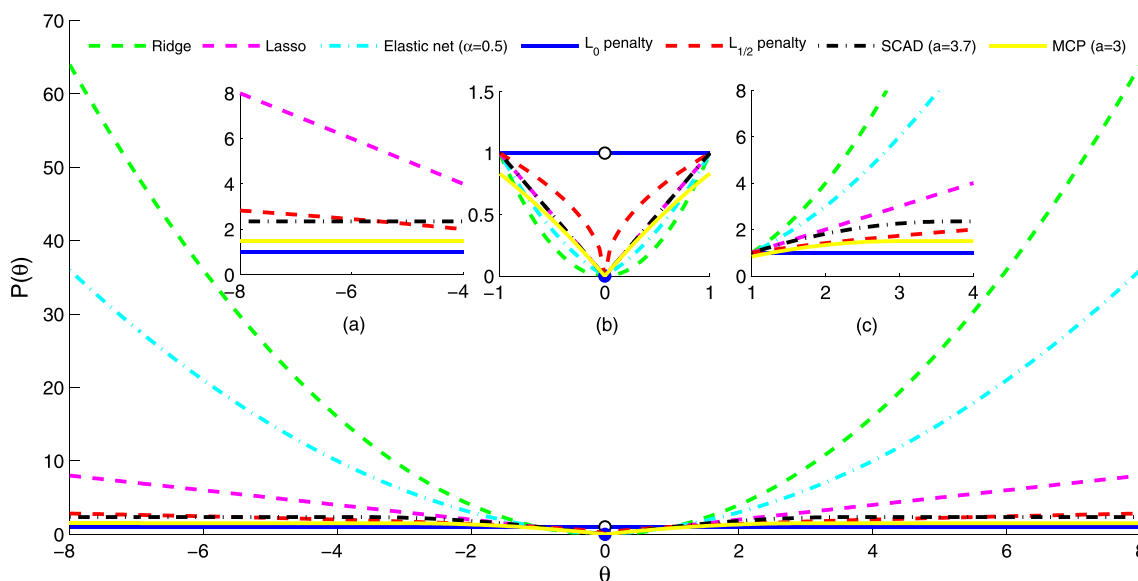 70
Ridge Lasso Elastic net (α=0.5) L0 penalty L1/2 penalty SCAD (a=3.7) MCP (a=3)
60
50
40
30
20
10
0
P(θ)
8
6
4
2
0
−8 −6 −4
(a)
1.5
1
0.5
0
−1 0 1
(b)
8
6
4
2
0
1 2 3 4
(c)
−8 −6 −4 −2 0 2 4 6 8
θ